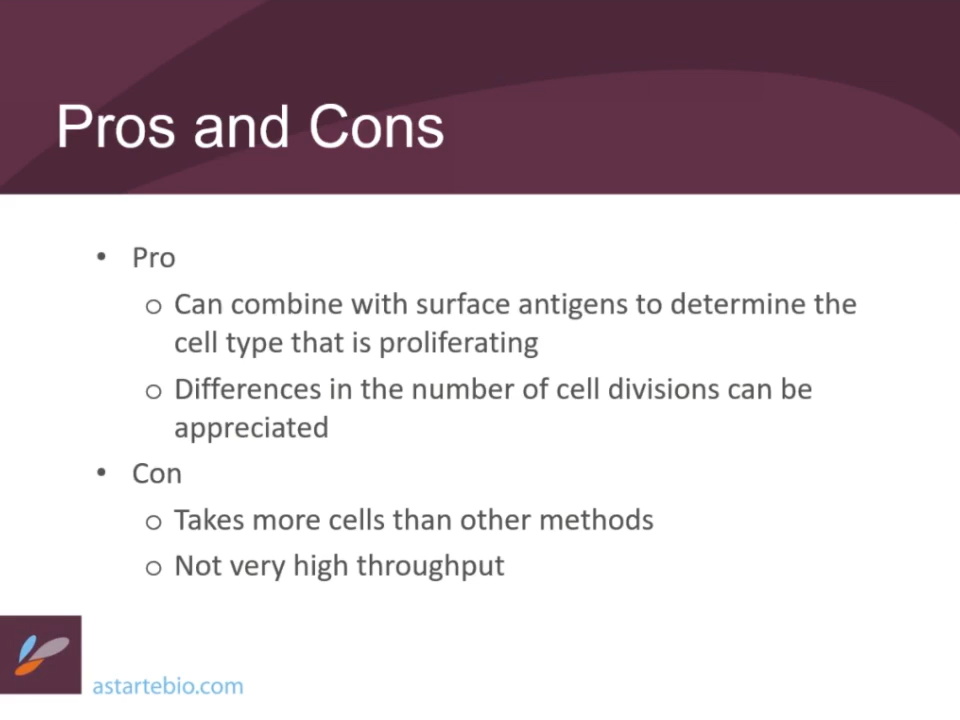 Pros and Cons
• Pro
o Can combine with surface antigens to determine the
cell type that is proliferating
o Differences in the number of cell divisions can be
appreciated
• Con
o Takes more cells than other methods
o Not very high throughput
astartebio.com